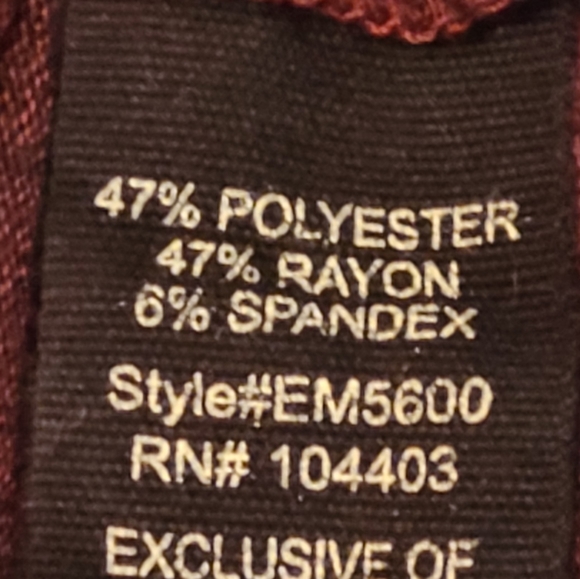 47% POLYESTER
47% RAYON
6% SPANDEX
Style#EM5600
RN# 104403
EXCLUSIVE OF